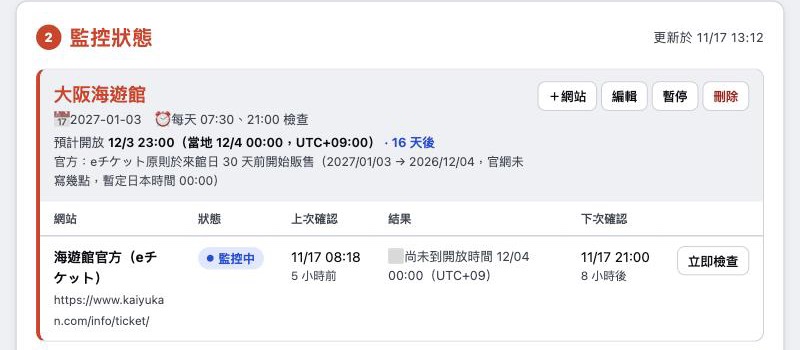 2 監控狀態
更新於 11/17 13:12
大阪海遊館
＋網站 編輯 暫停 刪除
2027-01-03 每天 07:30、21:00 檢查
預計開放 12/3 23:00（當地 12/4 00:00，UTC+09:00） · 16 天後
官方：eチケット原則於來館日 30 天前開始販售（2027/01/03 → 2026/12/04，官網未
寫幾點，暫定日本時間 00:00）
網站 狀態 上次確認 結果 下次確認
海遊館官方（eチ
ケット）
https://www.kaiyuka
n.com/info/ticket/
監控中
11/17 08:18
5 小時前
尚未到開放時間 12/04
00:00（UTC+09）
11/17 21:00
8 小時後
立即檢查